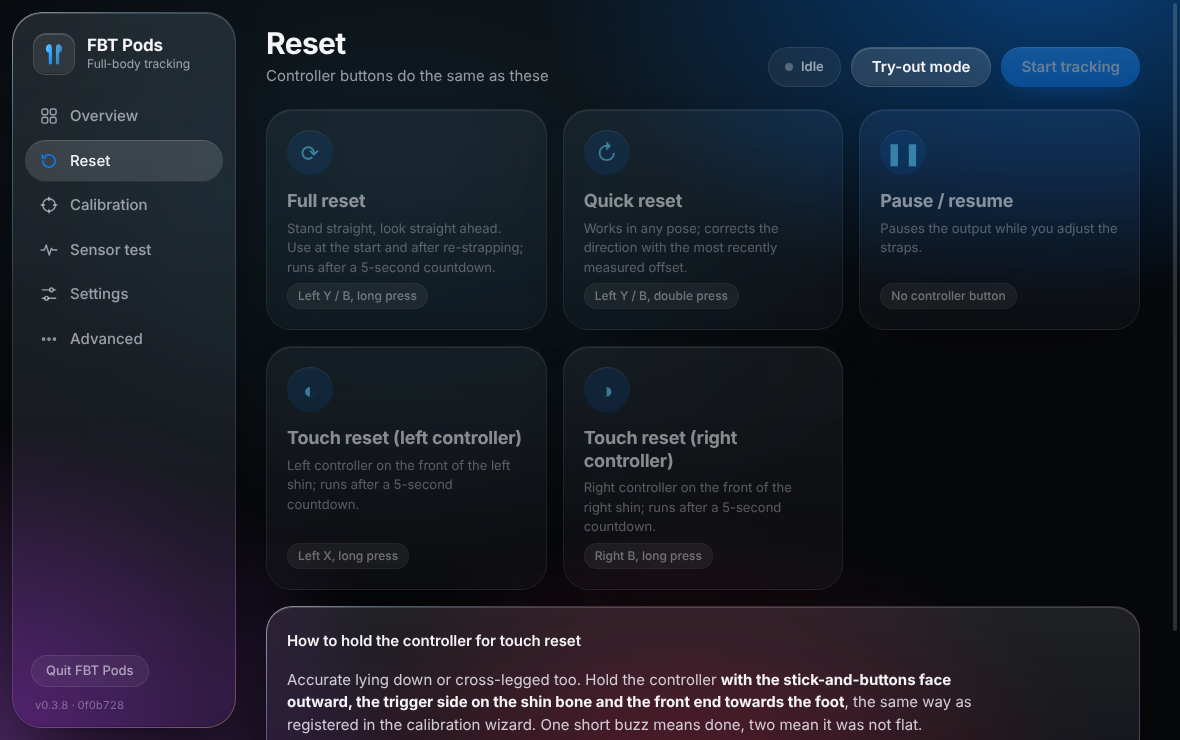 FBT Pods
Full-body tracking
Overview
Reset
Calibration
Sensor test
Settings
Advanced
Quit FBT Pods
v0.3.8 · 0f0b728
Reset
Controller buttons do the same as these
Idle
Try-out mode
Start tracking
Full reset
Stand straight, look straight ahead.
Use at the start and after re-strapping;
runs after a 5-second countdown.
Left Y / B, long press
Quick reset
Works in any pose; corrects the
direction with the most recently
measured offset.
Left Y / B, double press
Pause / resume
Pauses the output while you adjust the
straps.
No controller button
Touch reset (left controller)
Left controller on the front of the left
shin; runs after a 5-second
countdown.
Left X, long press
Touch reset (right
controller)
Right controller on the front of the
right shin; runs after a 5-second
countdown.
Right B, long press
How to hold the controller for touch reset
Accurate lying down or cross-legged too. Hold the controller with the stick-and-buttons face
outward, the trigger side on the shin bone and the front end towards the foot, the same way as
registered in the calibration wizard. One short buzz means done, two mean it was not flat.